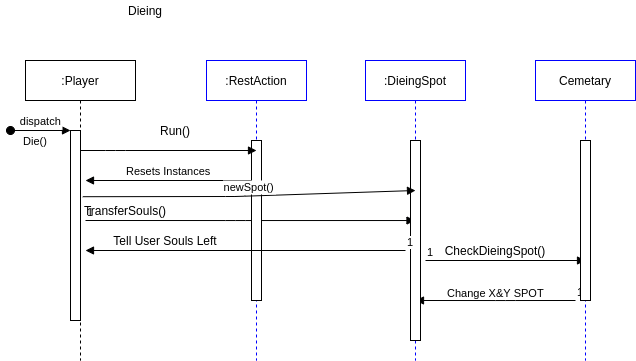 Dieing
:Player
:RestAction
:DieingSpot
Cemetary
dispatch
Die()
Run()
Resets Instances
newSpot()
TransferSouls()
1
Tell User Souls Left
1
1
CheckDieingSpot()
Change X&Y SPOT
1